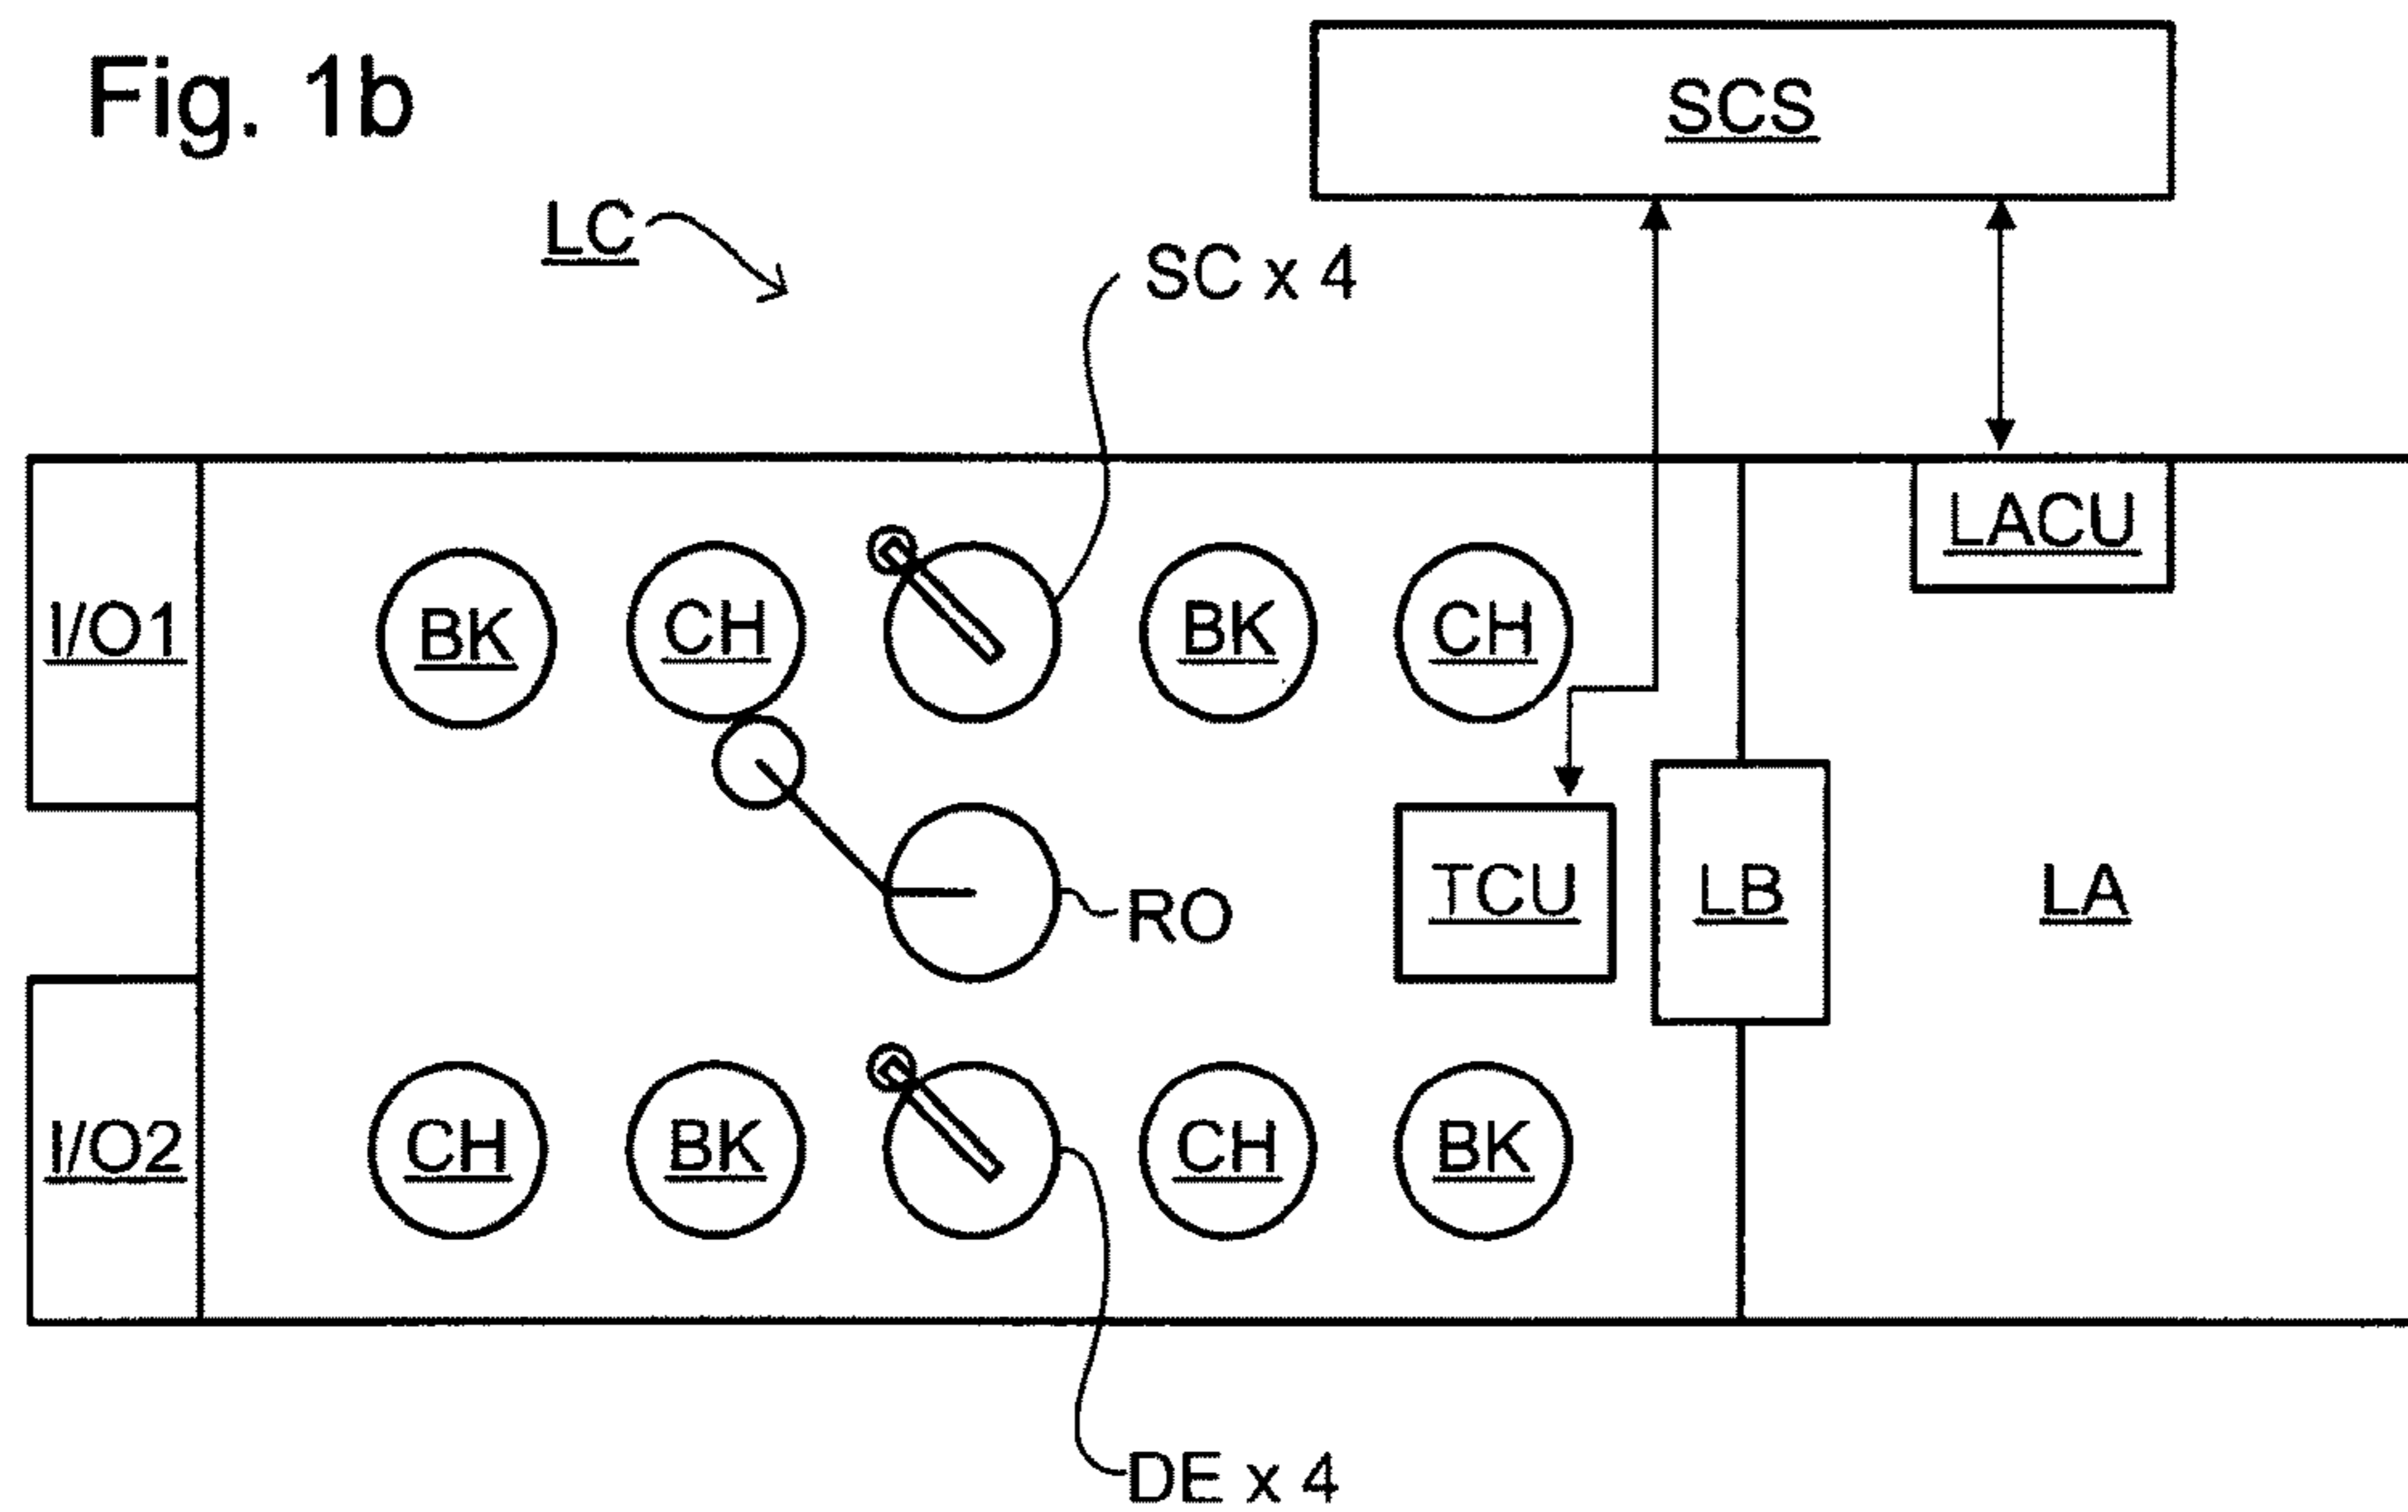 Fig. 1b
SCS
LC
SC x 4
LACU
I/O1
BK
CH
BK
CH
TCU
LB
LA
RO
I/O2
CH
BK
CH
BK
DE x 4